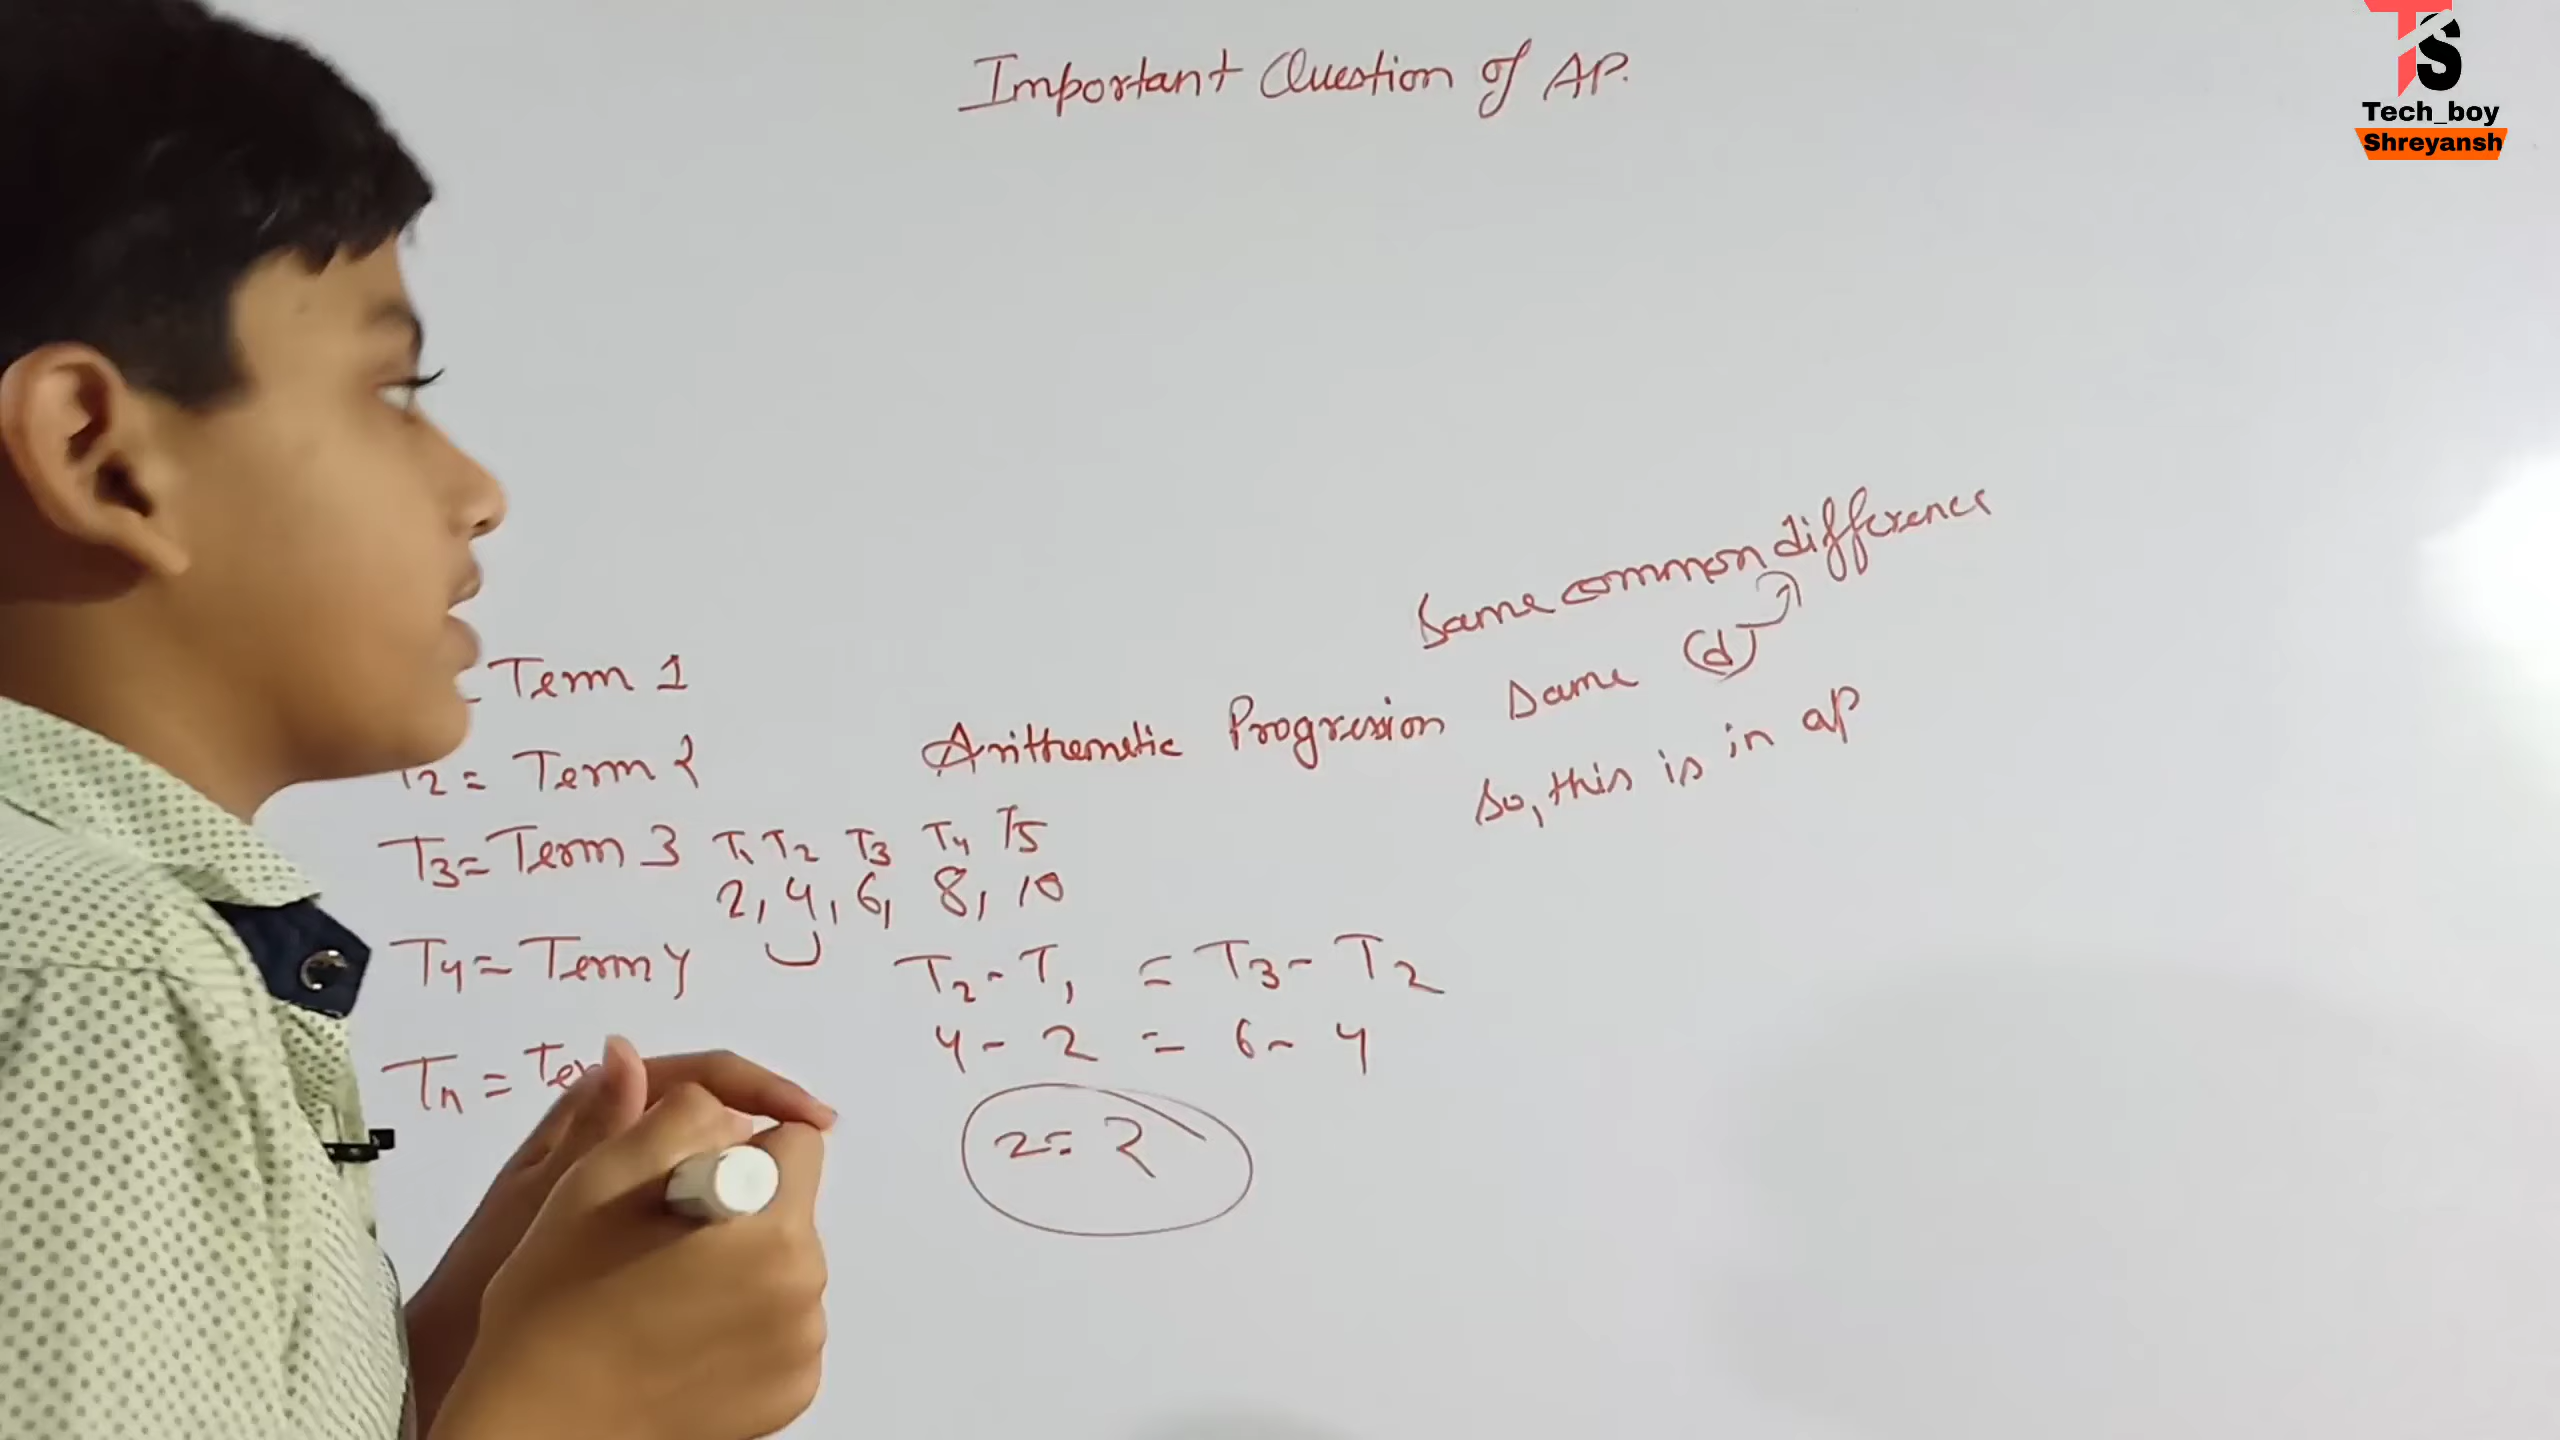 Important Question of AP.
TS
Tech_boy
Shreyansh
Same common difference
= Term 1
Arithemetic Progression Same (d)
T2 = Term 2
So, this is in ap
T3 = Term 3
T1 T2 T3 T4 T5
2, 4, 6, 8, 10
T4 = Term 4
T2 - T1 = T3 - T2
4 - 2 = 6 - 4
Tn =
2 = 2